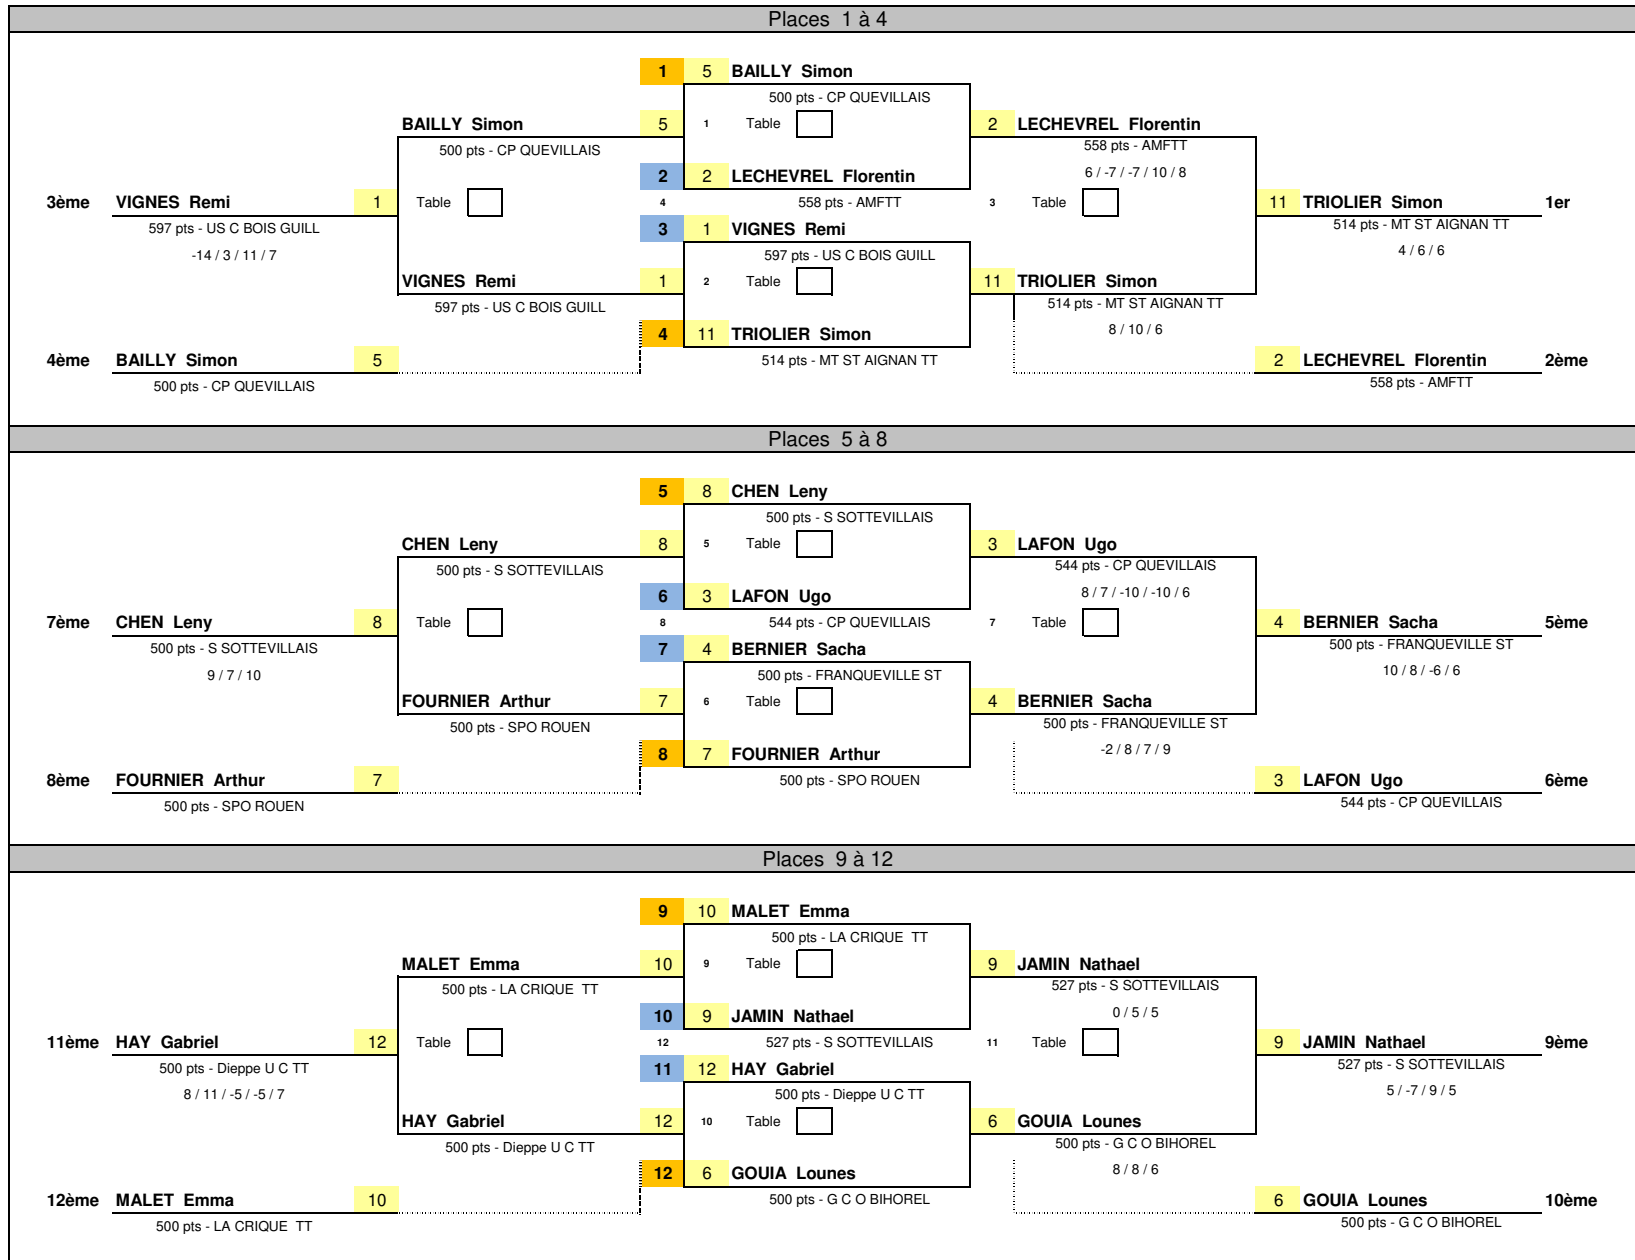 Places 1 à 4
1 5 BAILLY Simon
500 pts - CP QUEVILLAIS
BAILLY Simon 5 1 Table 2 LECHEVREL Florentin
500 pts - CP QUEVILLAIS 558 pts - AMFTT
6 / -7 / -7 / 10 / 8
2 2 LECHEVREL Florentin
3ème VIGNES Remi 1 Table 4 558 pts - AMFTT 3 Table 11 TRIOLIER Simon 1er
597 pts - US C BOIS GUILL 514 pts - MT ST AIGNAN TT
3 1 VIGNES Remi
-14 / 3 / 11 / 7 597 pts - US C BOIS GUILL 4 / 6 / 6
VIGNES Remi 1 2 Table 11 TRIOLIER Simon
597 pts - US C BOIS GUILL 514 pts - MT ST AIGNAN TT
4 11 TRIOLIER Simon 8 / 10 / 6
4ème BAILLY Simon 5 514 pts - MT ST AIGNAN TT 2 LECHEVREL Florentin 2ème
500 pts - CP QUEVILLAIS 558 pts - AMFTT
Places 5 à 8
5 8 CHEN Leny
500 pts - S SOTTEVILLAIS
CHEN Leny 8 5 Table 3 LAFON Ugo
500 pts - S SOTTEVILLAIS 544 pts - CP QUEVILLAIS
6 3 LAFON Ugo 8 / 7 / -10 / -10 / 6
7ème CHEN Leny 8 Table 8 544 pts - CP QUEVILLAIS 7 Table 4 BERNIER Sacha 5ème
500 pts - S SOTTEVILLAIS 7 4 BERNIER Sacha 500 pts - FRANQUEVILLE ST
9 / 7 / 10 500 pts - FRANQUEVILLE ST 10 / 8 / -6 / 6
FOURNIER Arthur 7 6 Table 4 BERNIER Sacha
500 pts - SPO ROUEN 500 pts - FRANQUEVILLE ST
8 7 FOURNIER Arthur -2 / 8 / 7 / 9
8ème FOURNIER Arthur 7 500 pts - SPO ROUEN 3 LAFON Ugo 6ème
500 pts - SPO ROUEN 544 pts - CP QUEVILLAIS
Places 9 à 12
9 10 MALET Emma
500 pts - LA CRIQUE TT
MALET Emma 10 9 Table 9 JAMIN Nathael
500 pts - LA CRIQUE TT 527 pts - S SOTTEVILLAIS
10 9 JAMIN Nathael 0 / 5 / 5
11ème HAY Gabriel 12 Table 12 527 pts - S SOTTEVILLAIS 11 Table 9 JAMIN Nathael 9ème
500 pts - Dieppe U C TT 11 12 HAY Gabriel 527 pts - S SOTTEVILLAIS
8 / 11 / -5 / -5 / 7 500 pts - Dieppe U C TT 5 / -7 / 9 / 5
HAY Gabriel 12 10 Table 6 GOUIA Lounes
500 pts - Dieppe U C TT 500 pts - G C O BIHOREL
12 6 GOUIA Lounes 8 / 8 / 6
12ème MALET Emma 10 500 pts - G C O BIHOREL 6 GOUIA Lounes 10ème
500 pts - LA CRIQUE TT 500 pts - G C O BIHOREL